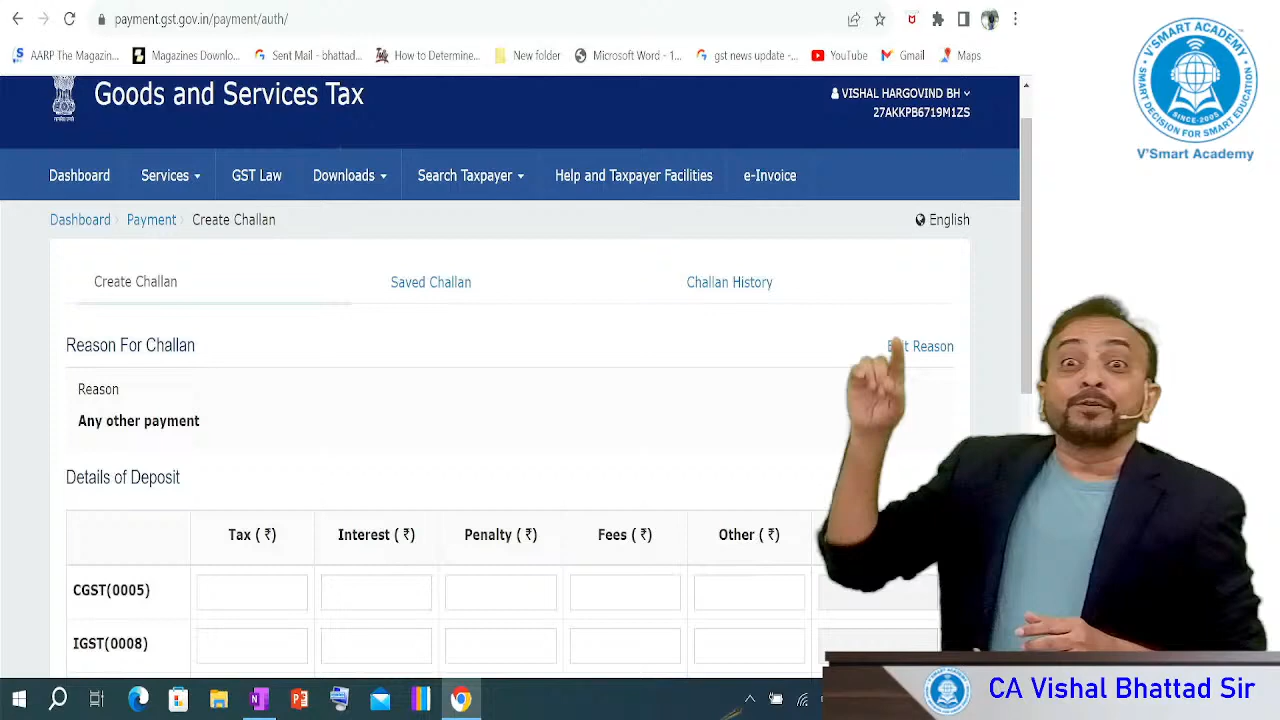 payment.gst.gov.in/payment/auth/
AARP The Magazin... Magazines Downlo... Sent Mail - bhattad... How to Determine... New folder Microsoft Word - 1... gst news update -... YouTube Gmail Maps
Goods and Services Tax
VISHAL HARGOVIND BH
27AKKPB6719M1ZS
Dashboard Services GST Law Downloads Search Taxpayer Help and Taxpayer Facilities e-Invoice
Dashboard Payment Create Challan English
Create Challan Saved Challan Challan History
Reason For Challan Reason
Reason
Any other payment
Details of Deposit
Tax ( ₹) Interest ( ₹) Penalty ( ₹) Fees ( ₹) Other ( ₹)
CGST(0005)
IGST(0008)
V'SMART ACADEMY
SMART DECISION FOR SMART EDUCATION
SINCE-2005
V'Smart Academy
CA Vishal Bhattad Sir